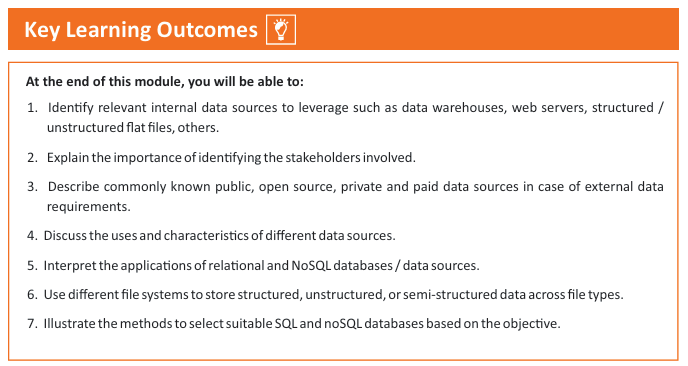 Key Learning Outcomes
At the end of this module, you will be able to:
1. Identify relevant internal data sources to leverage such as data warehouses, web servers, structured /
unstructured flat files, others.
2. Explain the importance of identifying the stakeholders involved.
3. Describe commonly known public, open source, private and paid data sources in case of external data
requirements.
4. Discuss the uses and characteristics of different data sources.
5. Interpret the applications of relational and NoSQL databases / data sources.
6. Use different file systems to store structured, unstructured, or semi-structured data across file types.
7. Illustrate the methods to select suitable SQL and noSQL databases based on the objective.